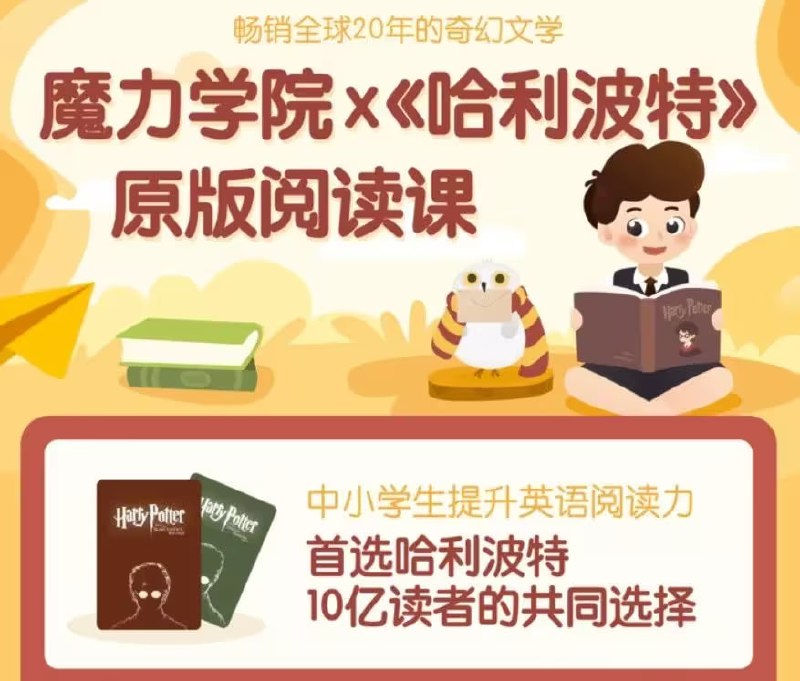 畅销全球20年的奇幻文学
魔力学院x《哈利波特》
原版阅读课
Harry Potter
Harry Potter
Harry Potter
中小学生提升英语阅读力
首选哈利波特
10亿读者的共同选择